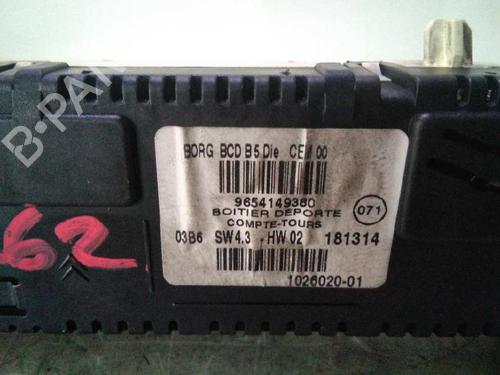 B-PARTS
BORG BCD B5 Die CEM 00
9654149380
BOITIER DEPORTE
COMPTE-TOURS
071
03B6 SW4.3 -HW 02 181314
1026020-01
62